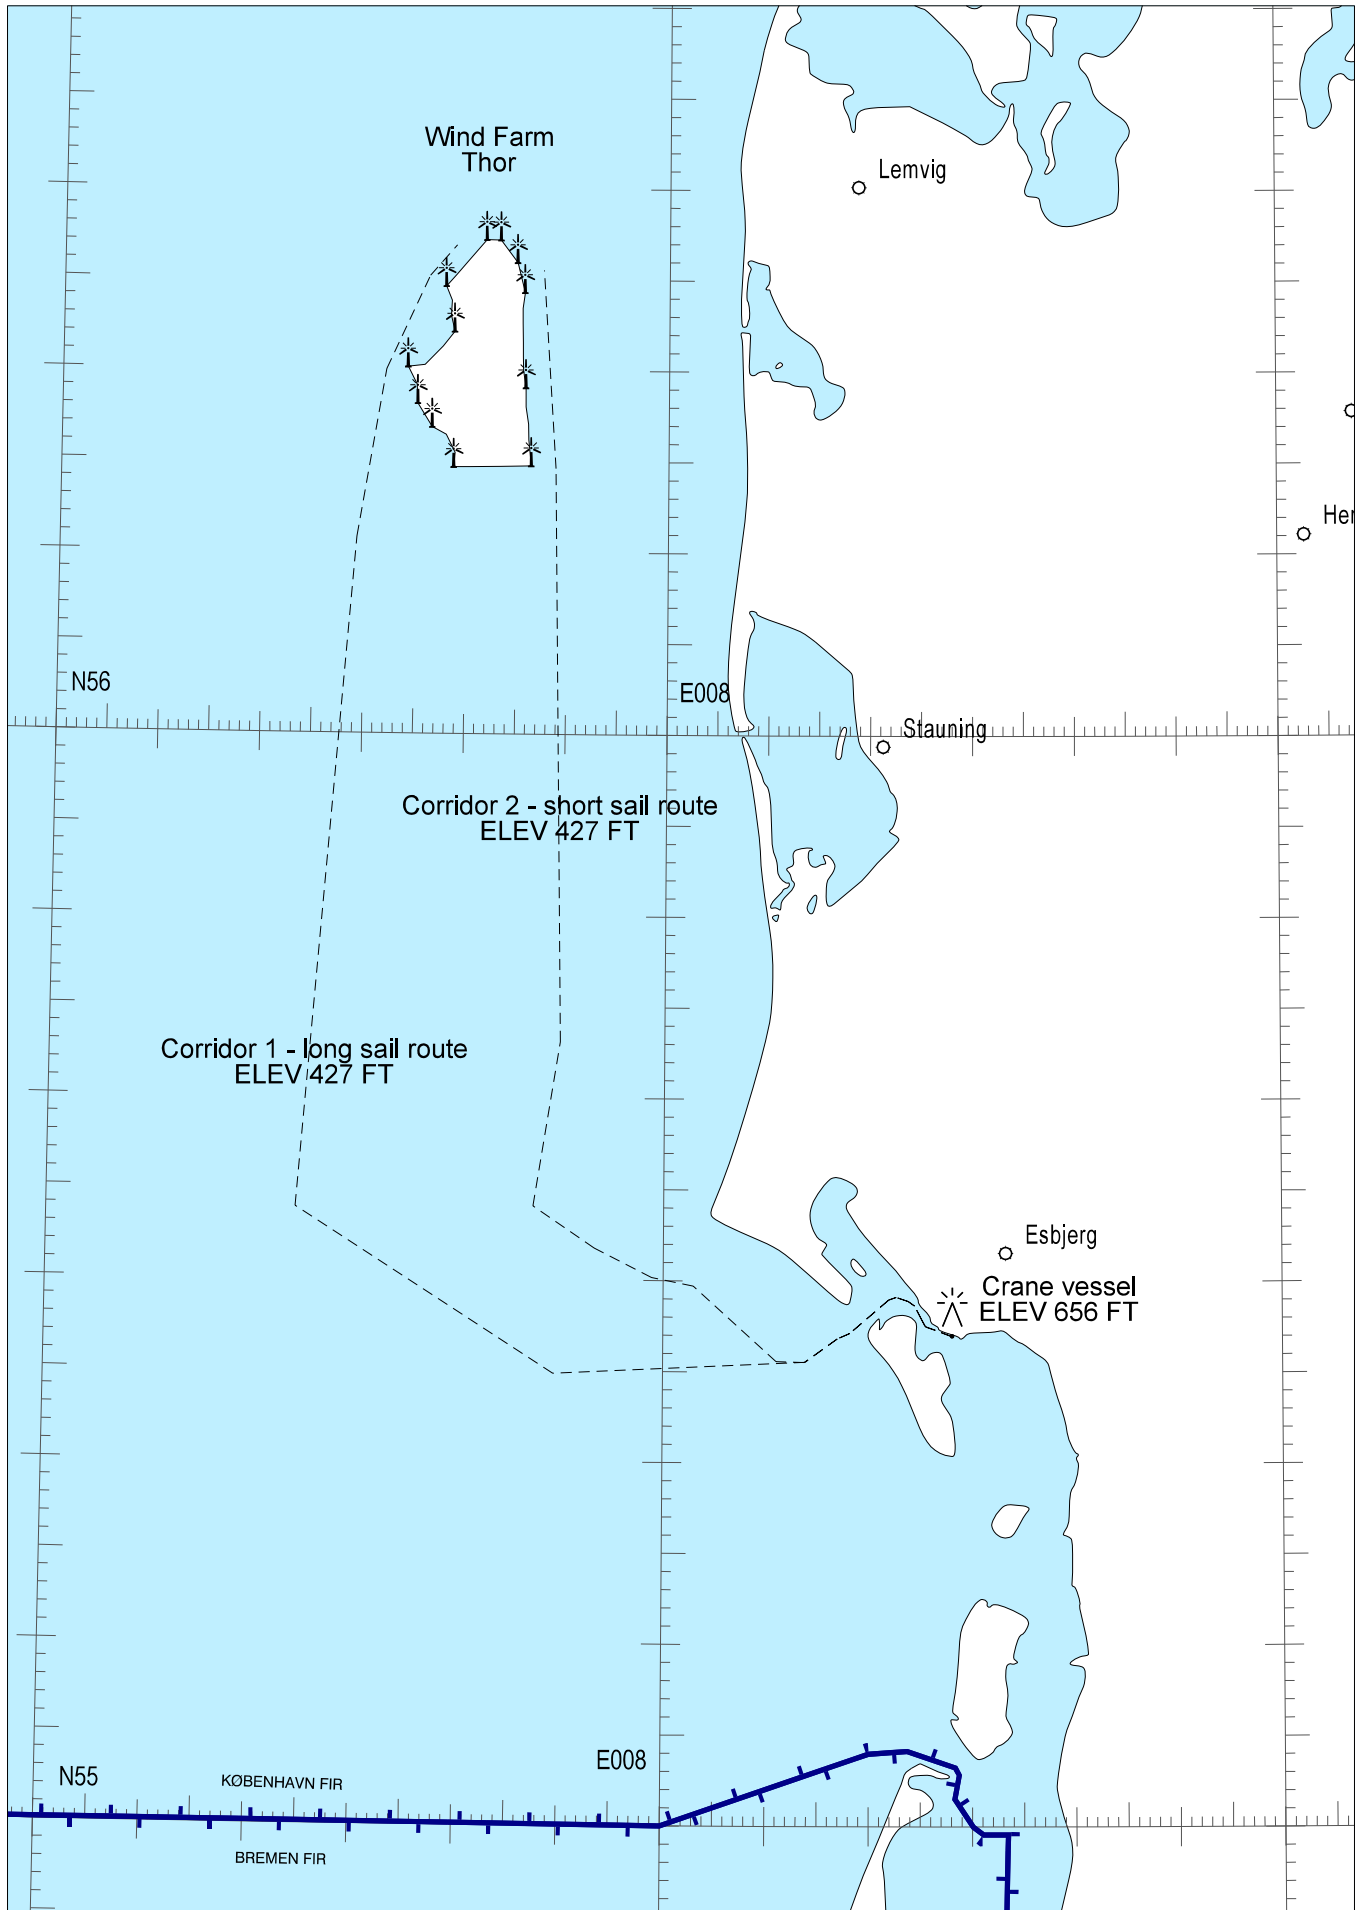 Wind Farm
Thor
Lemvig
Her
N56
E008
Stauning
Corridor 2 - short sail route
ELEV 427 FT
Corridor 1 - long sail route
ELEV 427 FT
Esbjerg
Crane vessel
ELEV 656 FT
E008
N55
KØBENHAVN FIR
BREMEN FIR